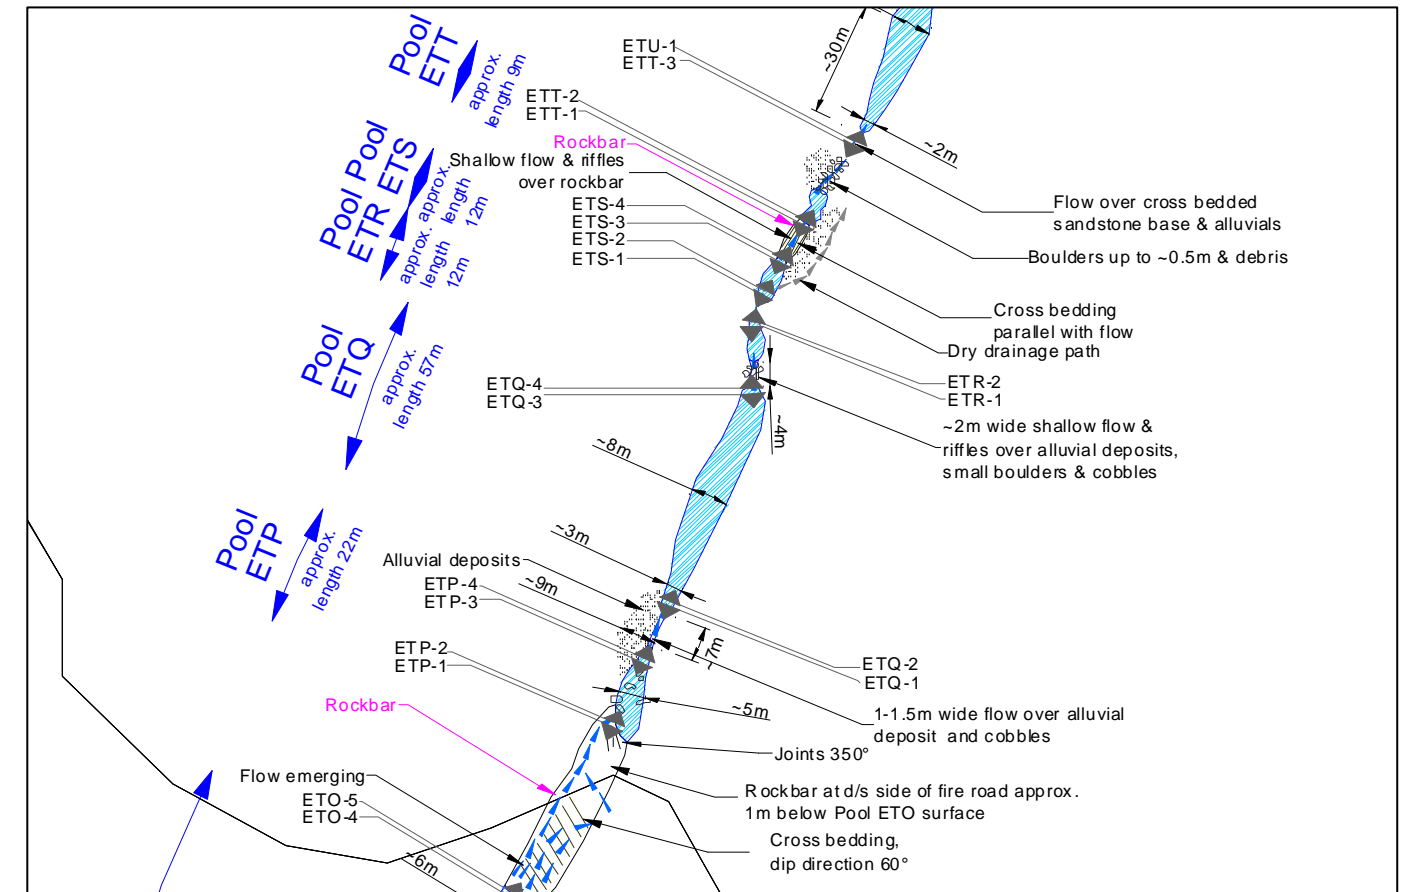 Pool
ETT
approx.
length 9m
Pool
ETS
approx.
length
12m
Pool
ETR
approx.
length
12m
Pool
ETQ
approx.
length 57m
Pool
ETP
approx.
length 22m
ETU-1
ETT-3
ETT-2
ETT-1
Rockbar
Shallow flow & riffles
over rockbar
ETS-4
ETS-3
ETS-2
ETS-1
~30m
~2m
Flow over cross bedded
sandstone base & alluvials
Boulders up to ~0.5m & debris
Cross bedding
parallel with flow
Dry drainage path
ETR-2
ETR-1
ETQ-4
ETQ-3
~4m
~2m wide shallow flow &
riffles over alluvial deposits,
small boulders & cobbles
~8m
~3m
Alluvial deposits
~9m
ETP-4
ETP-3
~7m
ETP-2
ETP-1
ETQ-2
ETQ-1
Rockbar
~5m
1-1.5m wide flow over alluvial
deposit and cobbles
Joints 350°
Flow emerging
ETO-5
ETO-4
Rockbar at d/s side of fire road approx.
1m below Pool ETO surface
Cross bedding,
dip direction 60°
~6m